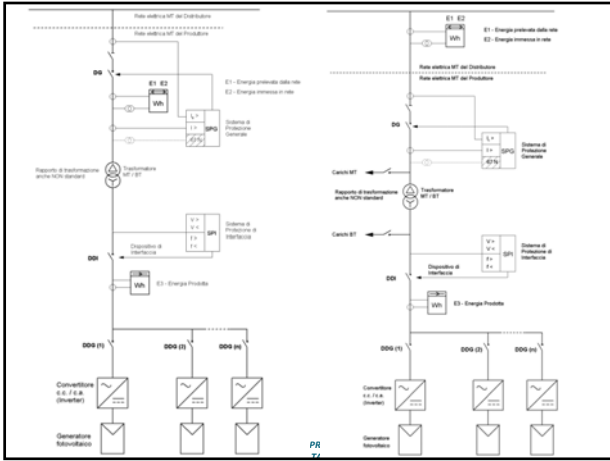 Rete elettrica MT del Distributore
Rete elettrica MT del Produttore
DG
E1 E2
Wh
E1 - Energia prelevata dalla rete
E2 - Energia immessa in rete
I >
SPG
Sistema di
Protezione
Generale
Rapporto di trasformazione
anche NON standard
Trasformatore
MT / BT
V >
V <
f >
f <
SPI
Sistema di
Protezione di
Interfaccia
Dispositivo di
Interfaccia
DDI
Wh
E3 - Energia Prodotta
DDG (1)
DDG (2)
DDG (n)
Convertitore
c.c. / c.a.
(Inverter)
Generatore
fotovoltaico
E1 E2
Wh
E1 - Energia prelevata dalla rete
E2 - Energia immessa in rete
Rete elettrica MT del Distributore
Rete elettrica MT del Produttore
DG
I >
SPG
Sistema di
Protezione
Generale
Carichi MT
Rapporto di trasformazione
anche NON standard
Trasformatore
MT / BT
Carichi BT
V >
V <
f >
f <
SPI
Sistema di
Protezione di
Interfaccia
Dispositivo di
Interfaccia
DDI
Wh
E3 - Energia Prodotta
DDG (1)
DDG (2)
DDG (n)
Convertitore
c.c. / c.a.
(Inverter)
Generatore
fotovoltaico
PR